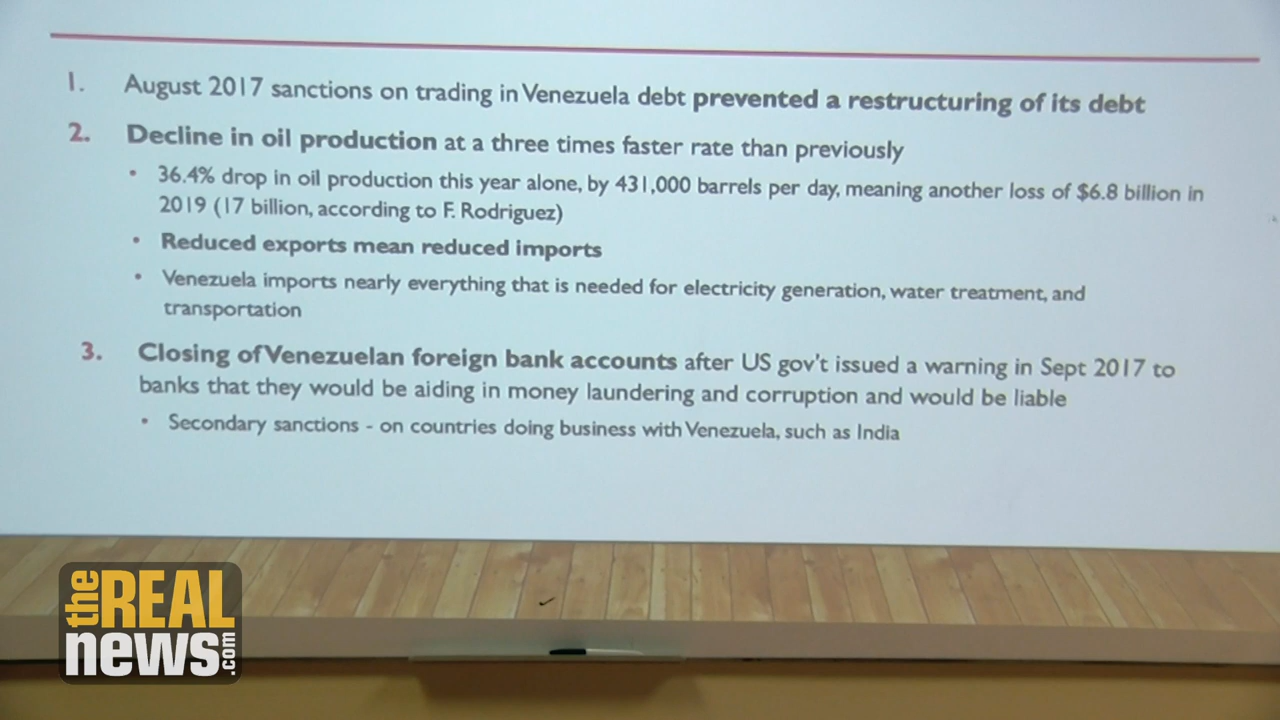 1. August 2017 sanctions on trading in Venezuela debt prevented a restructuring of its debt
2. Decline in oil production at a three times faster rate than previously
• 36.4% drop in oil production this year alone, by 431,000 barrels per day, meaning another loss of $6.8 billion in
2019 (17 billion, according to F. Rodriguez)
• Reduced exports mean reduced imports
• Venezuela imports nearly everything that is needed for electricity generation, water treatment, and
transportation
3. Closing of Venezuelan foreign bank accounts after US gov't issued a warning in Sept 2017 to
banks that they would be aiding in money laundering and corruption and would be liable
• Secondary sanctions - on countries doing business with Venezuela, such as India
the REAL
news.com